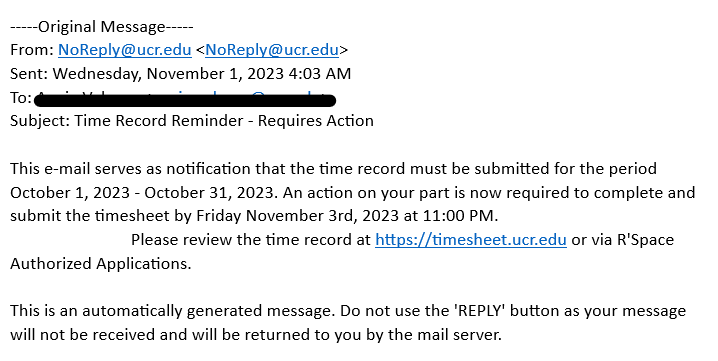 -----Original Message-----
From: NoReply@ucr.edu <NoReply@ucr.edu>
Sent: Wednesday, November 1, 2023 4:03 AM
To:
Subject: Time Record Reminder - Requires Action
This e-mail serves as notification that the time record must be submitted for the period
October 1, 2023 - October 31, 2023. An action on your part is now required to complete and
submit the timesheet by Friday November 3rd, 2023 at 11:00 PM.
Please review the time record at https://timesheet.ucr.edu or via R'Space
Authorized Applications.
This is an automatically generated message. Do not use the 'REPLY' button as your message
will not be received and will be returned to you by the mail server.